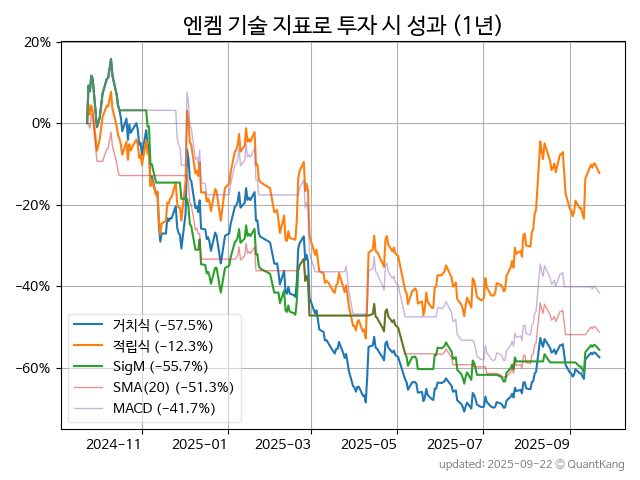 엔켐 기술 지표로 투자 시 성과 (1년)
20%
0%
−20%
−40%
−60%
거치식 (−57.5%)
적립식 (−12.3%)
SigM (−55.7%)
SMA(20) (−51.3%)
MACD (−41.7%)
2024-11 2025-01 2025-03 2025-05 2025-07 2025-09
updated: 2025-09-22 © QuantKang